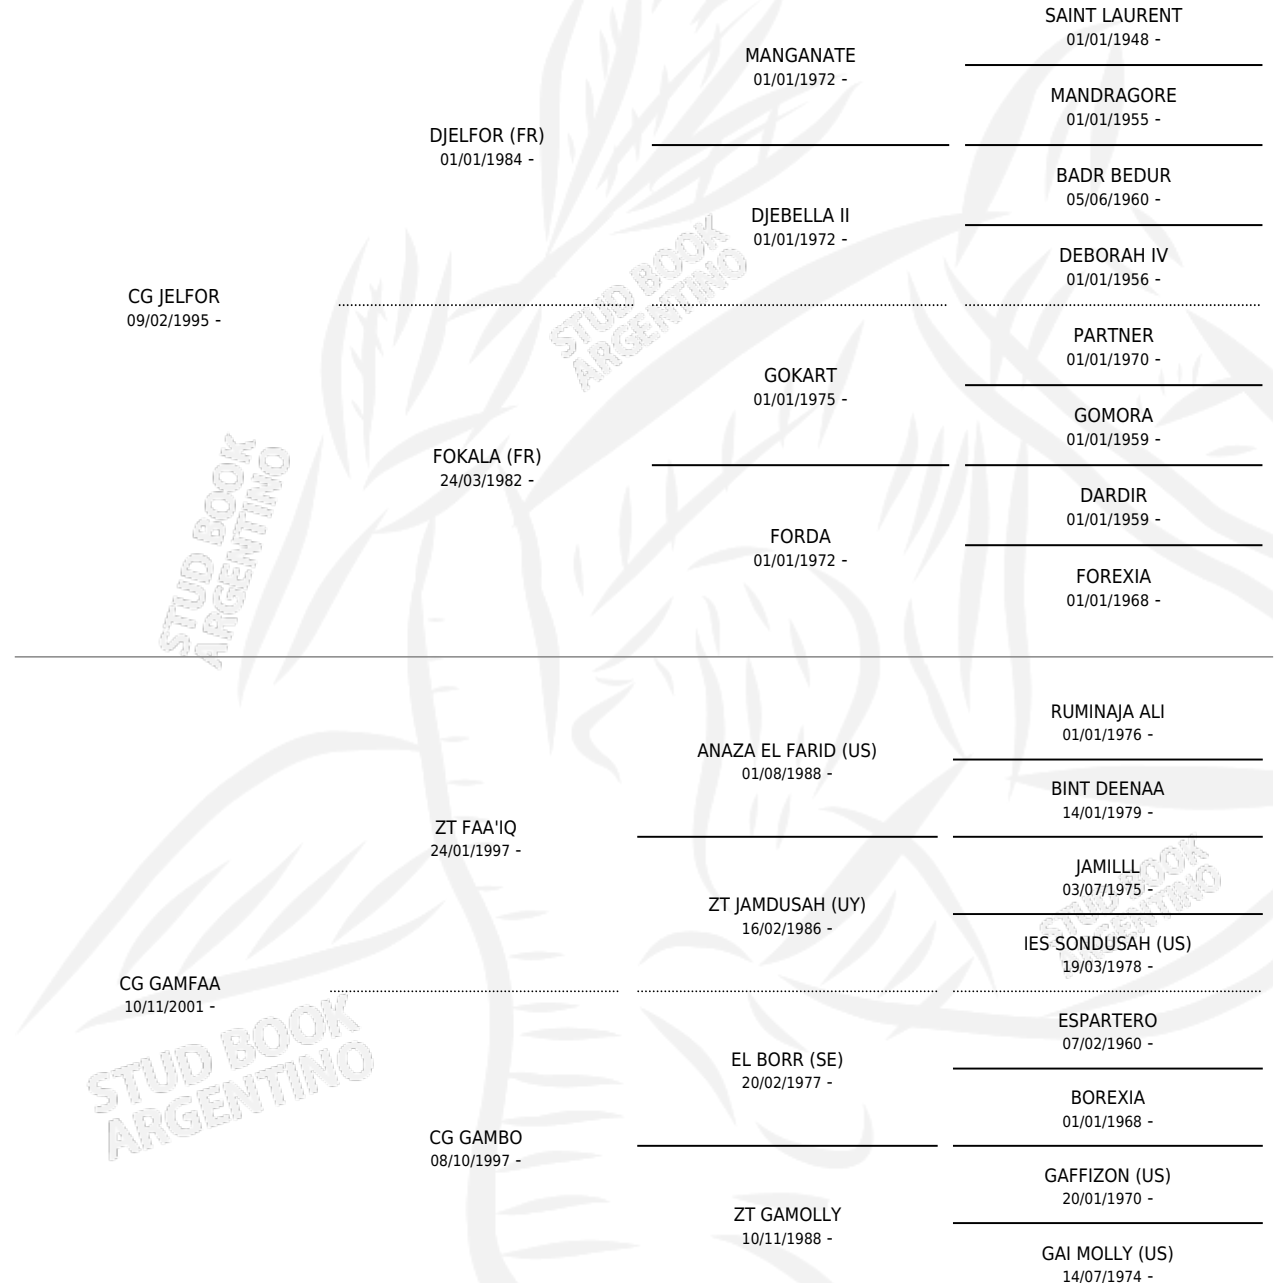 SAINT LAURENT
01/01/1948 -
MANGANATE
01/01/1972 -
MANDRAGORE
01/01/1955 -
DJELFOR (FR)
01/01/1984 -
BADR BEDUR
05/06/1960 -
DJEBELLA II
01/01/1972 -
DEBORAH IV
01/01/1956 -
CG JELFOR
09/02/1995 -
STUD BOOK
ARGENTINO
PARTNER
01/01/1970 -
GOKART
01/01/1975 -
GOMORA
01/01/1959 -
FOKALA (FR)
24/03/1982 -
DARDIR
01/01/1959 -
FORDA
01/01/1972 -
FOREXIA
01/01/1968 -
STUD BOOK
ARGENTINO
RUMINAJA ALI
01/01/1976 -
ANAZA EL FARID (US)
01/08/1988 -
BINT DEENAA
14/01/1979 -
ZT FAA'IQ
24/01/1997 -
JAMILLL
03/07/1975 -
ZT JAMDUSAH (UY)
16/02/1986 -
IES SONDUSAH (US)
19/03/1978 -
STUD BOOK
ARGENTINO
CG GAMFAA
10/11/2001 -
ESPARTERO
07/02/1960 -
EL BORR (SE)
20/02/1977 -
BOREXIA
01/01/1968 -
STUD BOOK
ARGENTINO
CG GAMBO
08/10/1997 -
GAFFIZON (US)
20/01/1970 -
ZT GAMOLLY
10/11/1988 -
GAI MOLLY (US)
14/07/1974 -